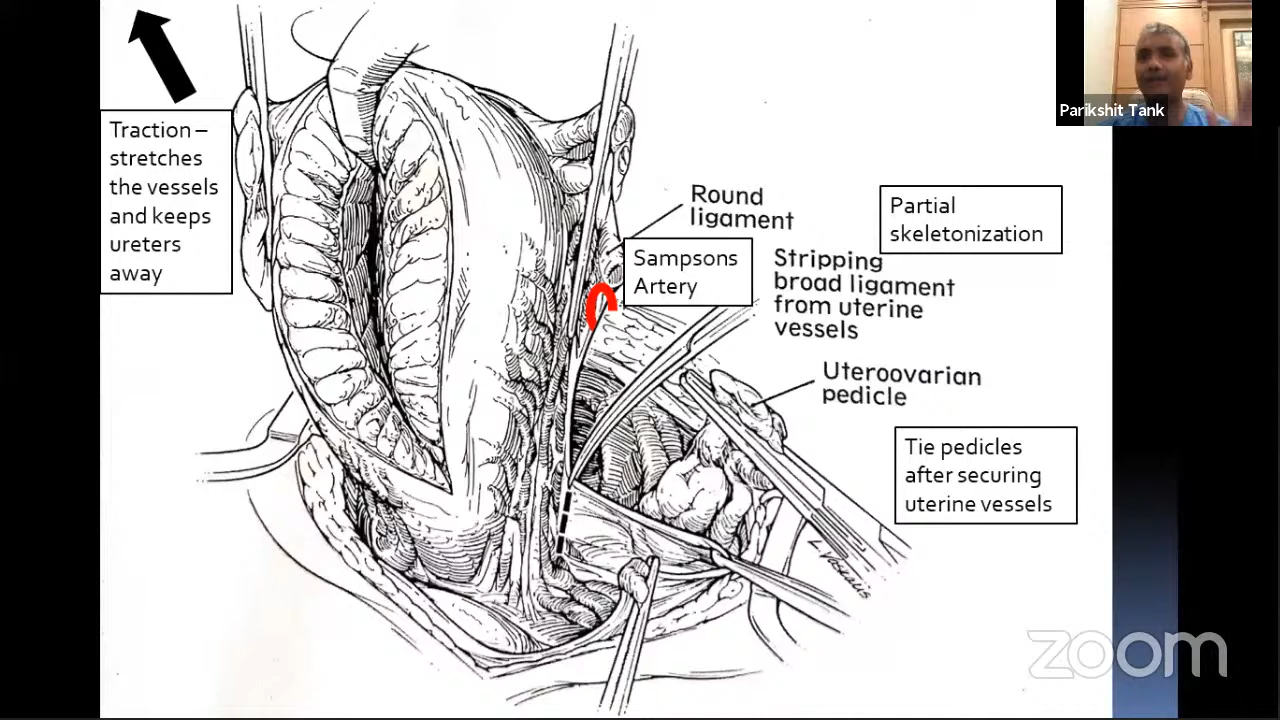 Parikshit Tank
Traction –
stretches
the vessels
and keeps
ureters
away
Round
ligament
Sampsons
Artery
Partial
skeletonization
Stripping
broad ligament
from uterine
vessels
Uteroovarian
pedicle
Tie pedicles
after securing
uterine vessels
zoom